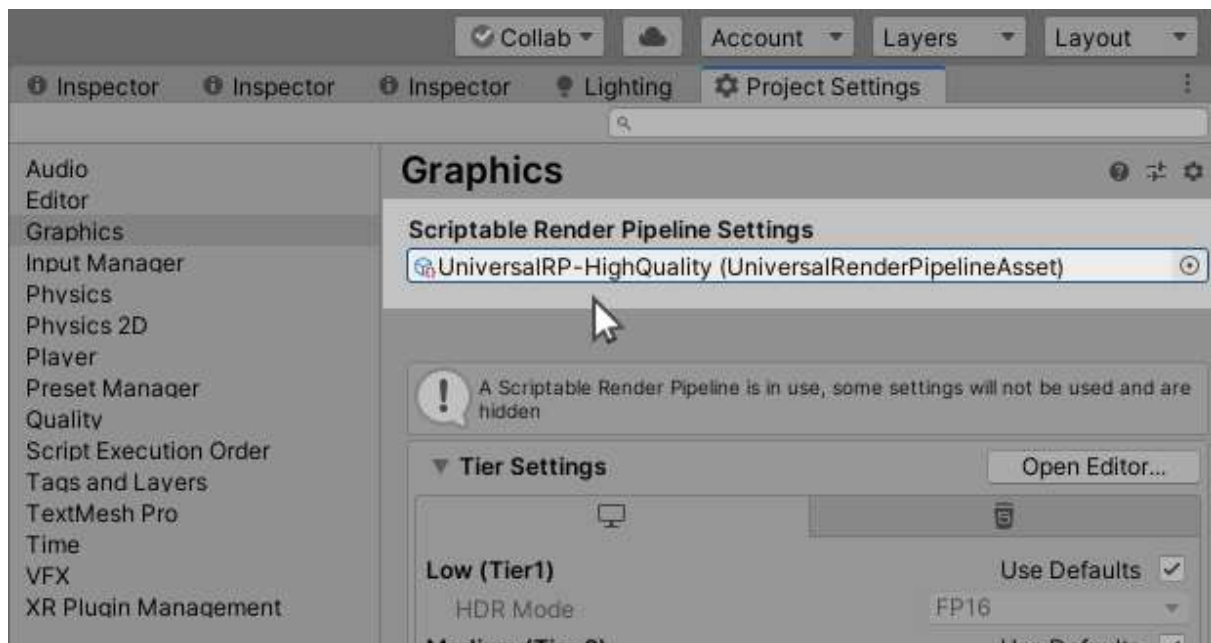 Collab Account Layers Layout
Inspector Inspector Inspector Lighting Project Settings
Audio
Editor
Graphics
Input Manager
Physics
Physics 2D
Player
Preset Manager
Quality
Script Execution Order
Tags and Layers
TextMesh Pro
Time
VFX
XR Plugin Management
Graphics
Scriptable Render Pipeline Settings
UniversalRP-HighQuality (UniversalRenderPipelineAsset)
A Scriptable Render Pipeline is in use, some settings will not be used and are
hidden
Tier Settings Open Editor...
Low (Tier1) Use Defaults
HDR Mode FP16